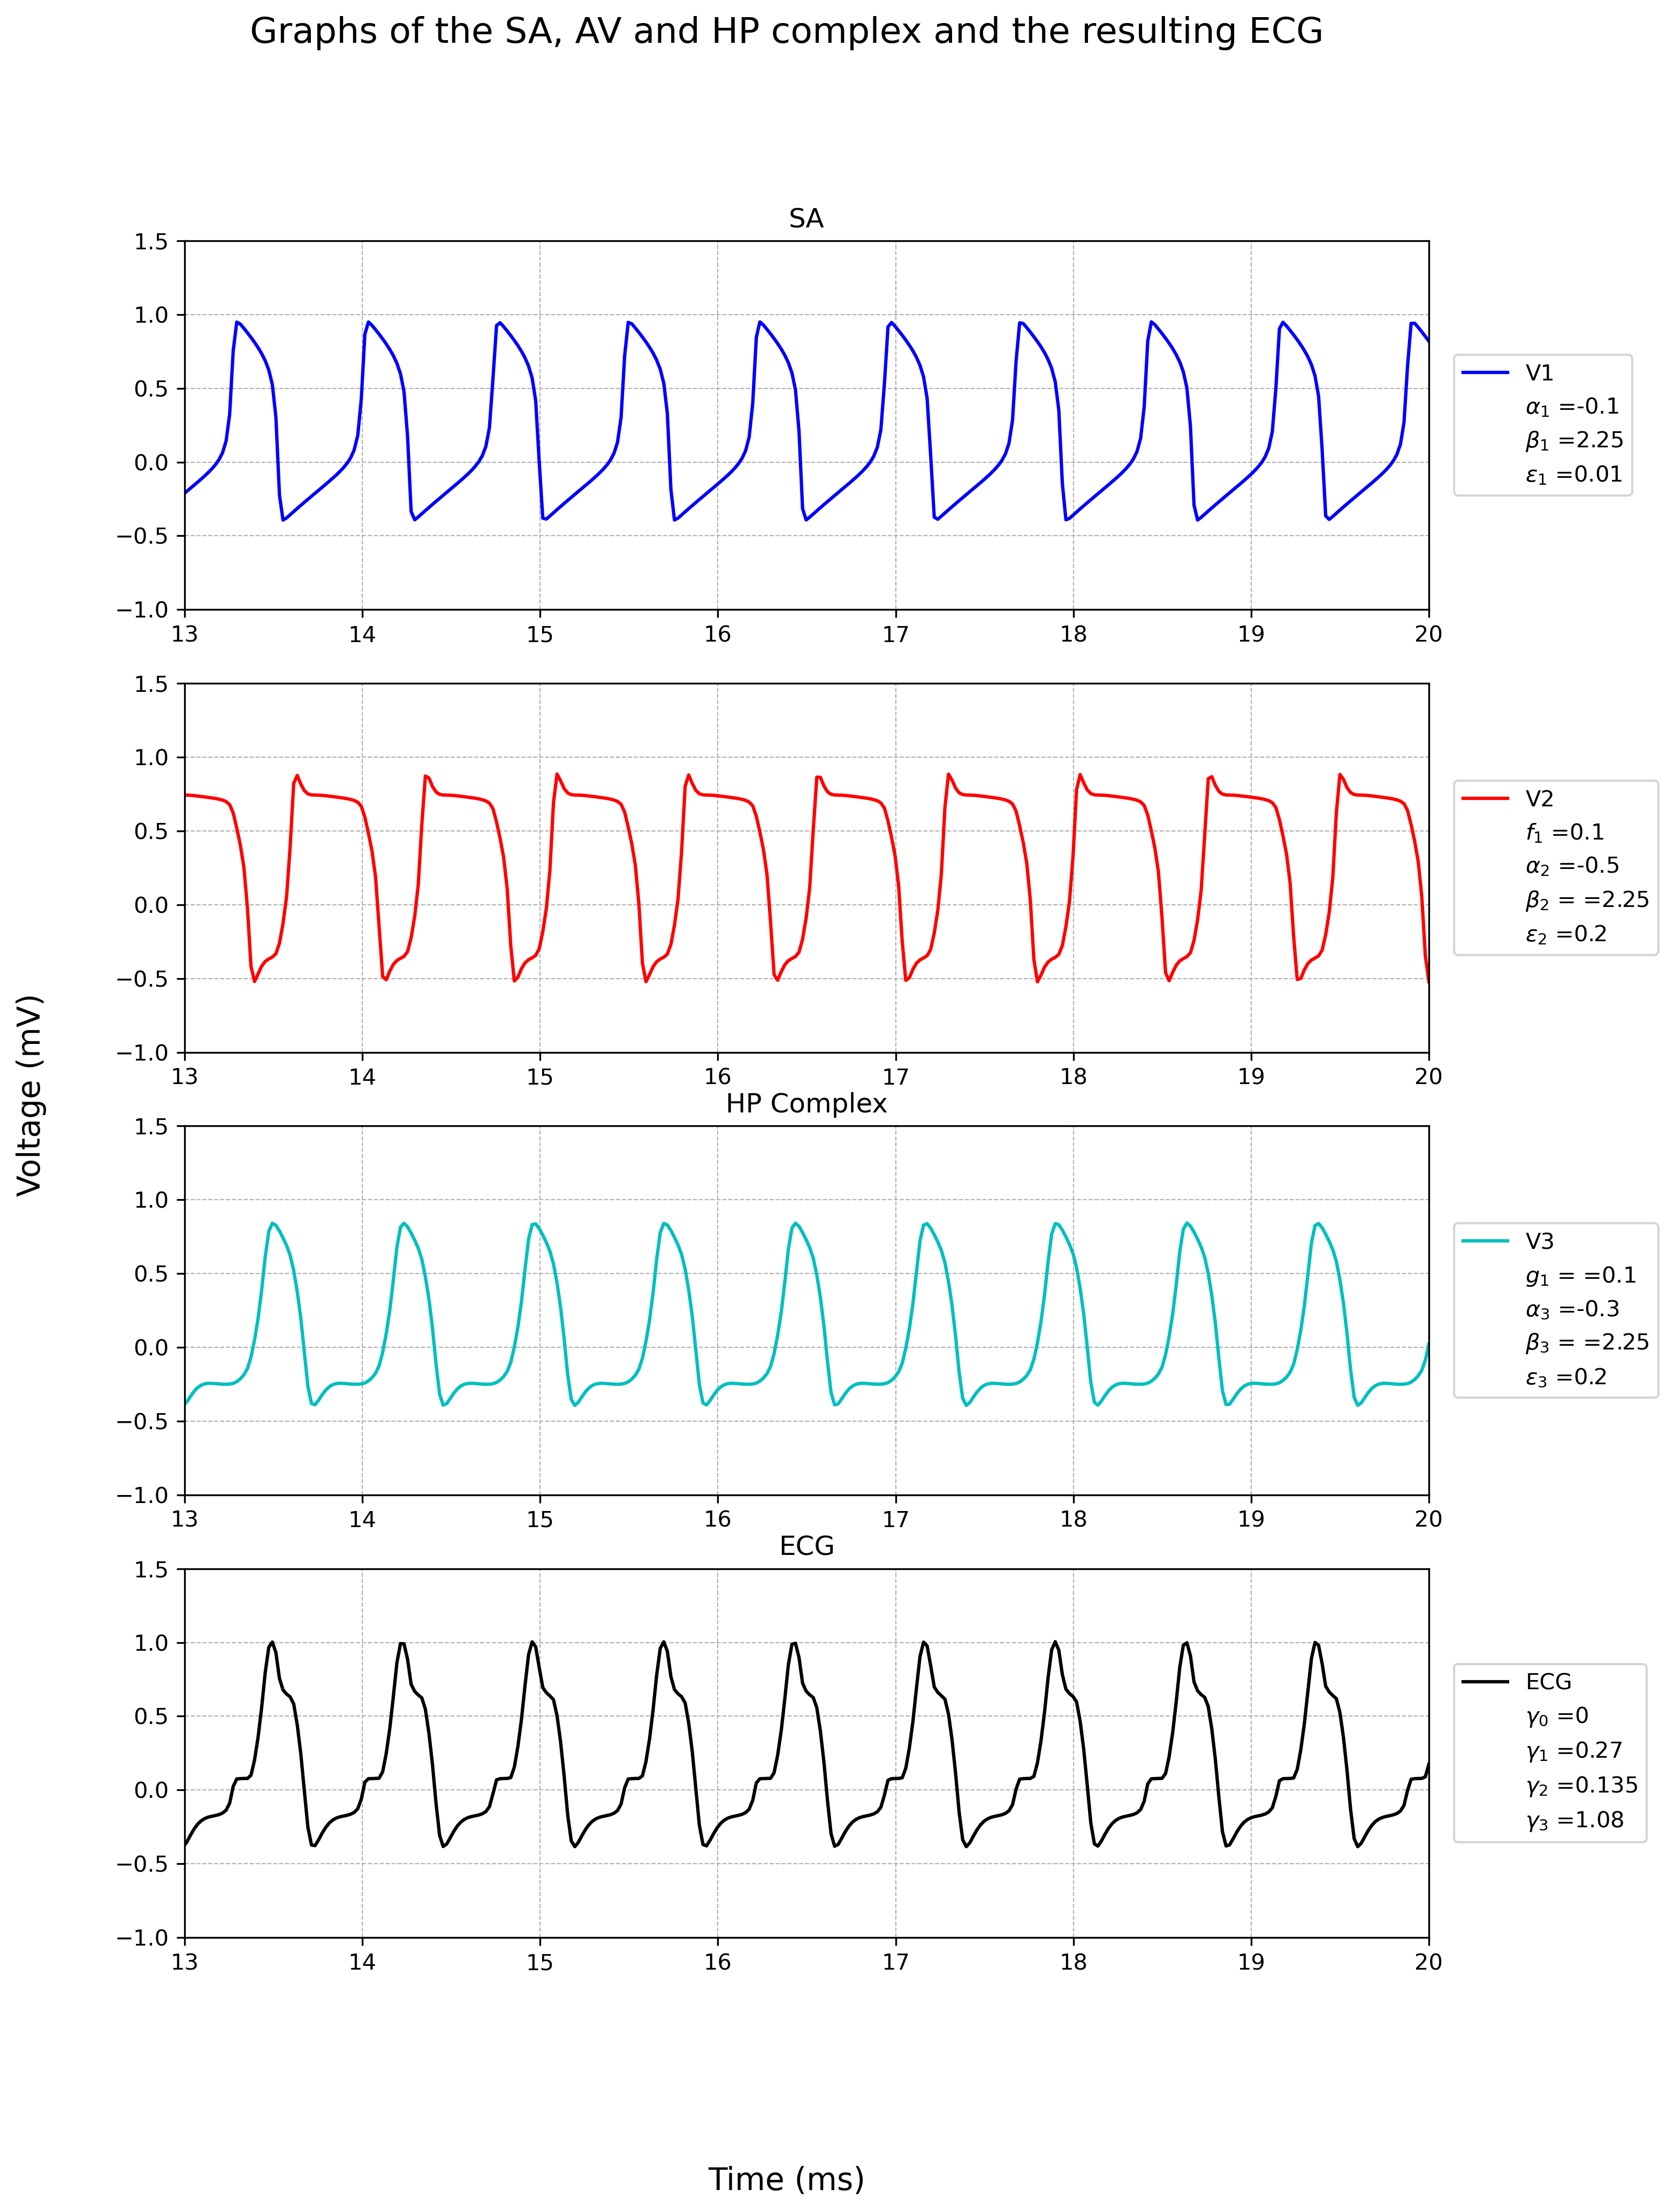 Graphs of the SA, AV and HP complex and the resulting ECG
SA
1.5
1.0
0.5
0.0
−0.5
−1.0
13 14 15 16 17 18 19 20
V1
α₁ =-0.1
β₁ =2.25
ε₁ =0.01
1.5
1.0
0.5
0.0
−0.5
−1.0
13 14 15 16 17 18 19 20
V2
f₁ =0.1
α₂ =-0.5
β₂ = =2.25
ε₂ =0.2
Voltage (mV)
HP Complex
1.5
1.0
0.5
0.0
−0.5
−1.0
13 14 15 16 17 18 19 20
V3
g₁ = =0.1
α₃ =-0.3
β₃ = =2.25
ε₃ =0.2
ECG
1.5
1.0
0.5
0.0
−0.5
−1.0
13 14 15 16 17 18 19 20
ECG
γ₀ =0
γ₁ =0.27
γ₂ =0.135
γ₃ =1.08
Time (ms)